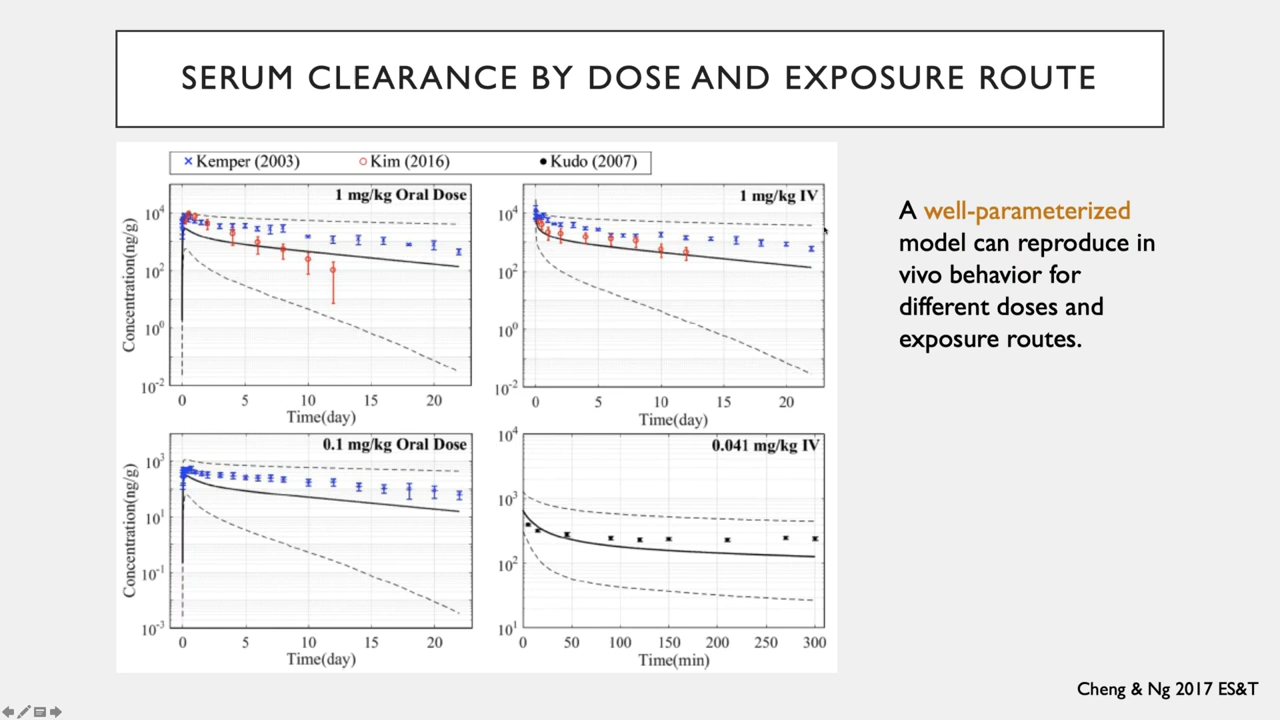 SERUM CLEARANCE BY DOSE AND EXPOSURE ROUTE
Kemper (2003) Kim (2016) Kudo (2007)
1 mg/kg Oral Dose
Concentration(ng/g)
10^4
10^2
10^0
10^-2
0 5 10 15 20
Time(day)
1 mg/kg IV
10^4
10^2
10^0
10^-2
0 5 10 15 20
Time(day)
0.1 mg/kg Oral Dose
Concentration(ng/g)
10^3
10^1
10^-1
10^-3
0 5 10 15 20
Time(day)
0.041 mg/kg IV
10^4
10^3
10^2
10^1
0 50 100 150 200 250 300
Time(min)
A well-parameterized
model can reproduce in
vivo behavior for
different doses and
exposure routes.
Cheng & Ng 2017 ES&T